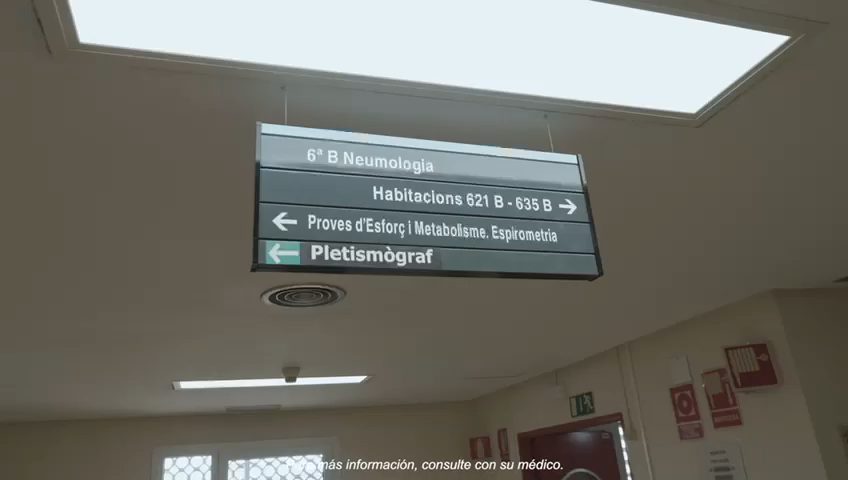 6ª B Neumologia
Habitacions 621 B - 635 B →
← Proves d'Esforç i Metabolisme. Espirometria
← Pletismògraf
más información, consulte con su médico.